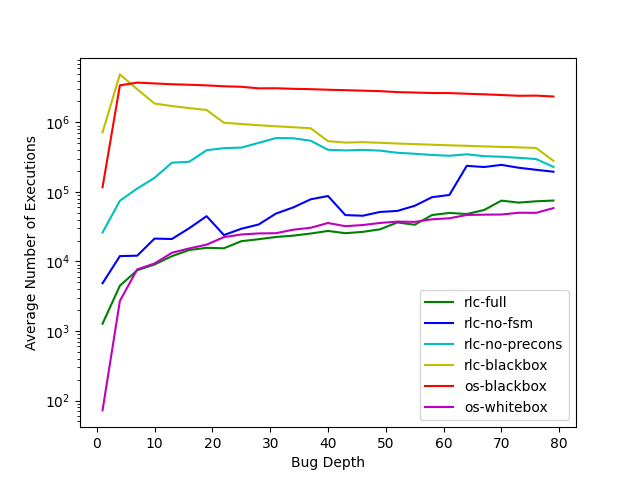 Average Number of Executions
10^6
10^5
10^4
10^3
10^2
0 10 20 30 40 50 60 70 80
Bug Depth
rlc-full
rlc-no-fsm
rlc-no-precons
rlc-blackbox
os-blackbox
os-whitebox